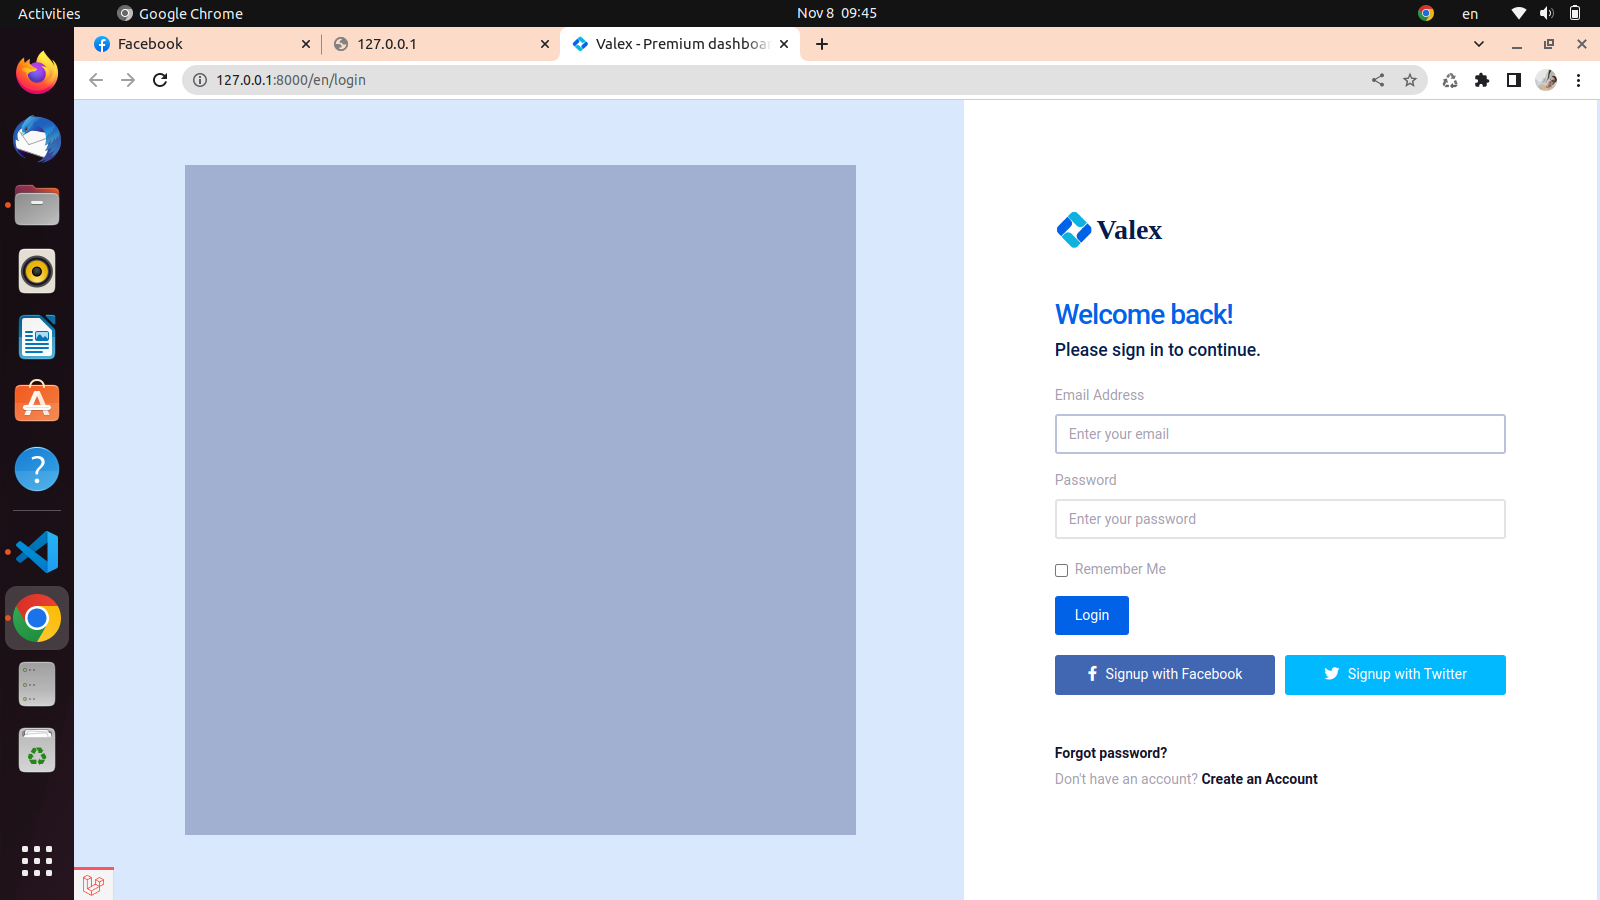 Activities
Google Chrome
Nov 8 09:45
en
Facebook
127.0.0.1
Valex - Premium dashboa
127.0.0.1:8000/en/login
Valex
Welcome back!
Please sign in to continue.
Email Address
Enter your email
Password
Enter your password
Remember Me
Login
Signup with Facebook
Signup with Twitter
Forgot password?
Don't have an account? Create an Account